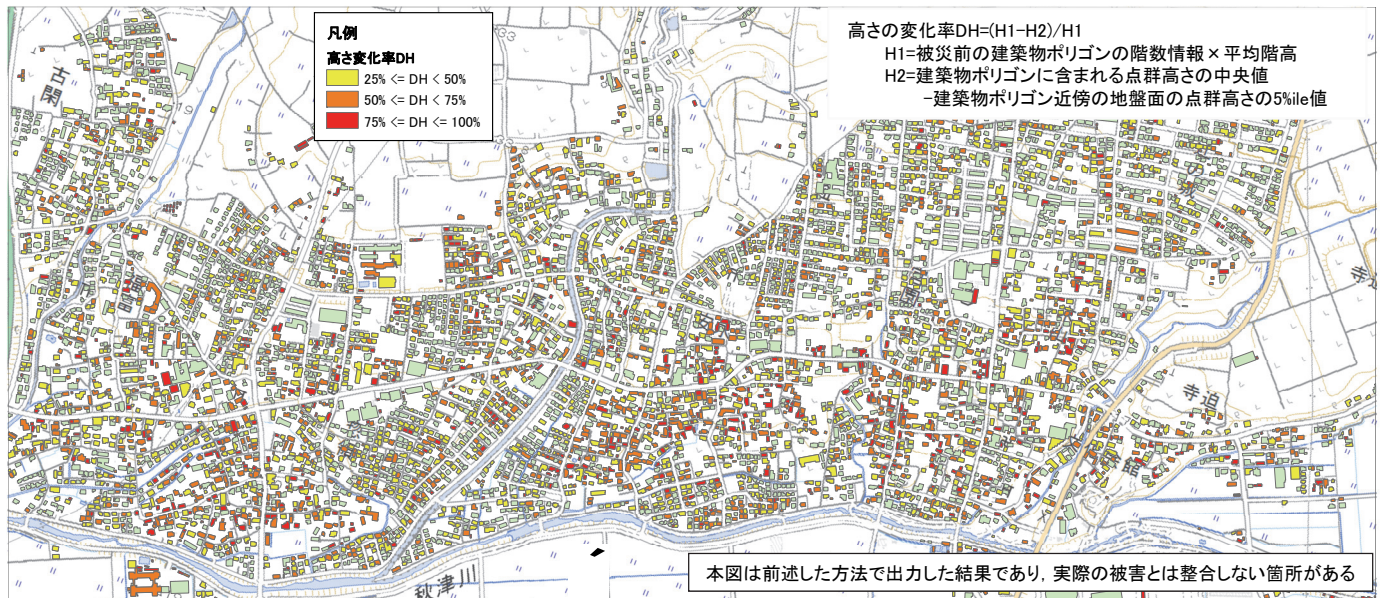 凡例
高さ変化率DH
25% <= DH < 50%
50% <= DH < 75%
75% <= DH <= 100%
高さの変化率DH=(H1-H2)/H1
H1=被災前の建築物ポリゴンの階数情報×平均階高
H2=建築物ポリゴンに含まれる点群高さの中央値
-建築物ポリゴン近傍の地盤面の点群高さの5%ile値
古閑
寺迫
秋津川
本図は前述した方法で出力した結果であり，実際の被害とは整合しない箇所がある